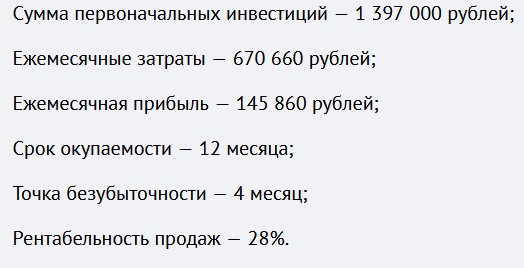 Сумма первоначальных инвестиций — 1 397 000 рублей;
Ежемесячные затраты — 670 660 рублей;
Ежемесячная прибыль — 145 860 рублей;
Срок окупаемости — 12 месяца;
Точка безубыточности — 4 месяц;
Рентабельность продаж — 28%.